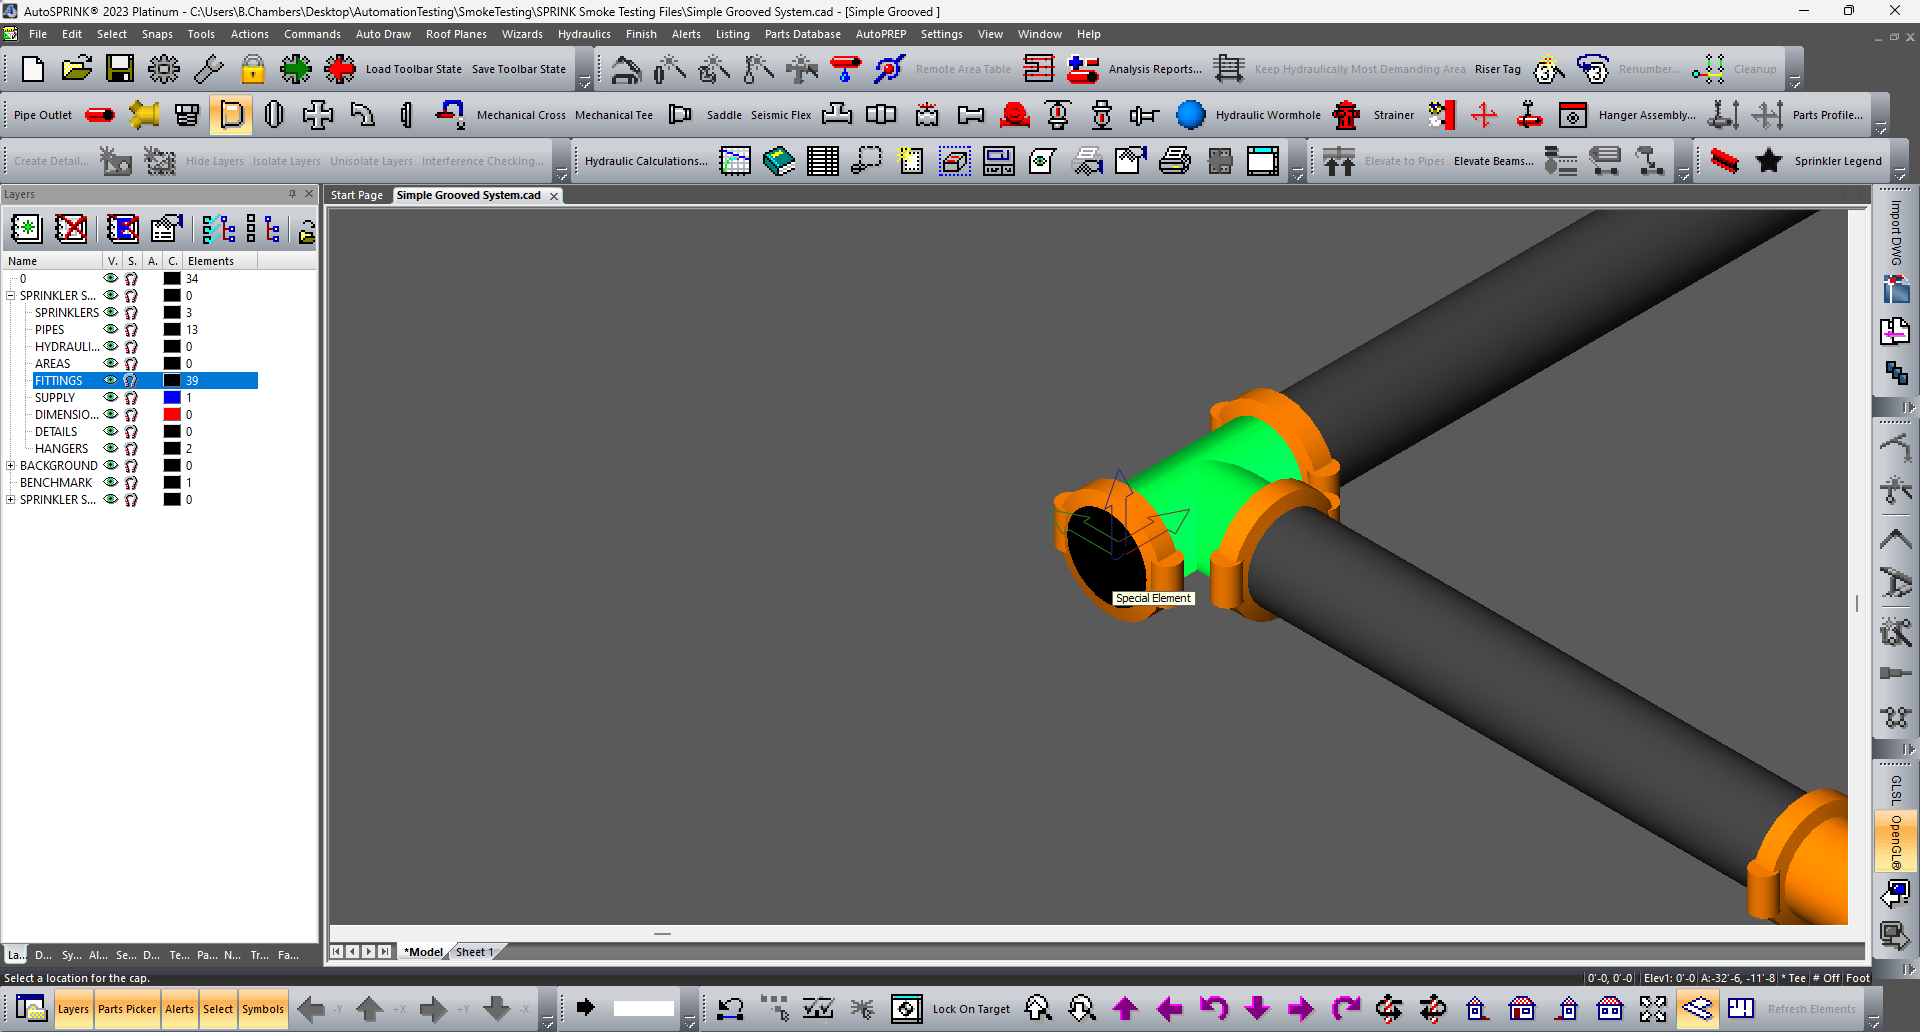 AutoSPRINK® 2023 Platinum - C:\Users\B.Chambers\Desktop\AutomationTesting\SmokeTesting\SPRINK Smoke Testing Files\Simple Grooved System.cad - [Simple Grooved ]
File Edit Select Snaps Tools Actions Commands Auto Draw Roof Planes Wizards Hydraulics Finish Alerts Listing Parts Database AutoPREP Settings View Window Help
Load Toolbar State Save Toolbar State Remote Area Table Analysis Reports... Keep Hydraulically Most Demanding Area Riser Tag Renumber... Cleanup
Pipe Outlet Mechanical Cross Mechanical Tee Saddle Seismic Flex Hydraulic Wormhole Strainer Hanger Assembly... Parts Profile...
Create Detail... Hide Layers Isolate Layers Unisolate Layers Interference Checking... Hydraulic Calculations... Elevate to Pipes Elevate Beams... Sprinkler Legend
Layers
Start Page Simple Grooved System.cad
Name V. S. A. C. Elements
0 34
SPRINKLER S... 0
SPRINKLERS 3
PIPES 13
HYDRAULI... 0
AREAS 0
FITTINGS 39
SUPPLY 1
DIMENSIO... 0
DETAILS 0
HANGERS 2
BACKGROUND 0
BENCHMARK 1
SPRINKLER S... 0
Special Element
Import DWG
GLSL
OpenGL®
La... D... Sy... Al... Se... D... Te... Pa... N... Tr... Fa...
*Model Sheet 1
Select a location for the cap.
0'-0, 0'-0 Elev1: 0'-0 A:-32'-6, -11'-8 * Tee # Off Foot
Layers Parts Picker Alerts Select Symbols -Y +X +Y -X Lock On Target Refresh Elements